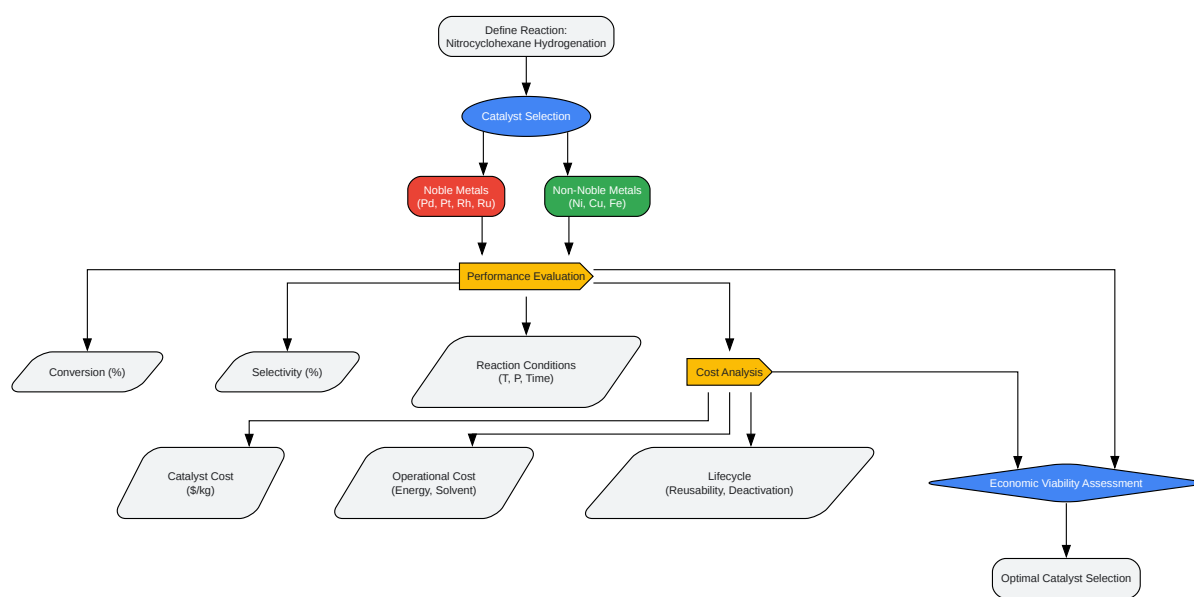 Define Reaction:
Nitrocyclohexane Hydrogenation
Catalyst Selection
Noble Metals
(Pd, Pt, Rh, Ru)
Non-Noble Metals
(Ni, Cu, Fe)
Performance Evaluation
Conversion (%)
Selectivity (%)
Reaction Conditions
(T, P, Time)
Cost Analysis
Catalyst Cost
($/kg)
Operational Cost
(Energy, Solvent)
Lifecycle
(Reusability, Deactivation)
Economic Viability Assessment
Optimal Catalyst Selection